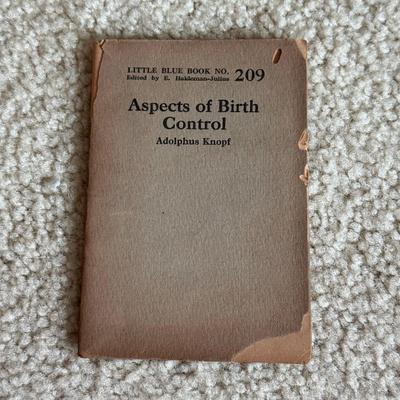 LITTLE BLUE BOOK NO. 209
Edited by E. Haldeman-Julius
Aspects of Birth
Control
Adolphus Knopf